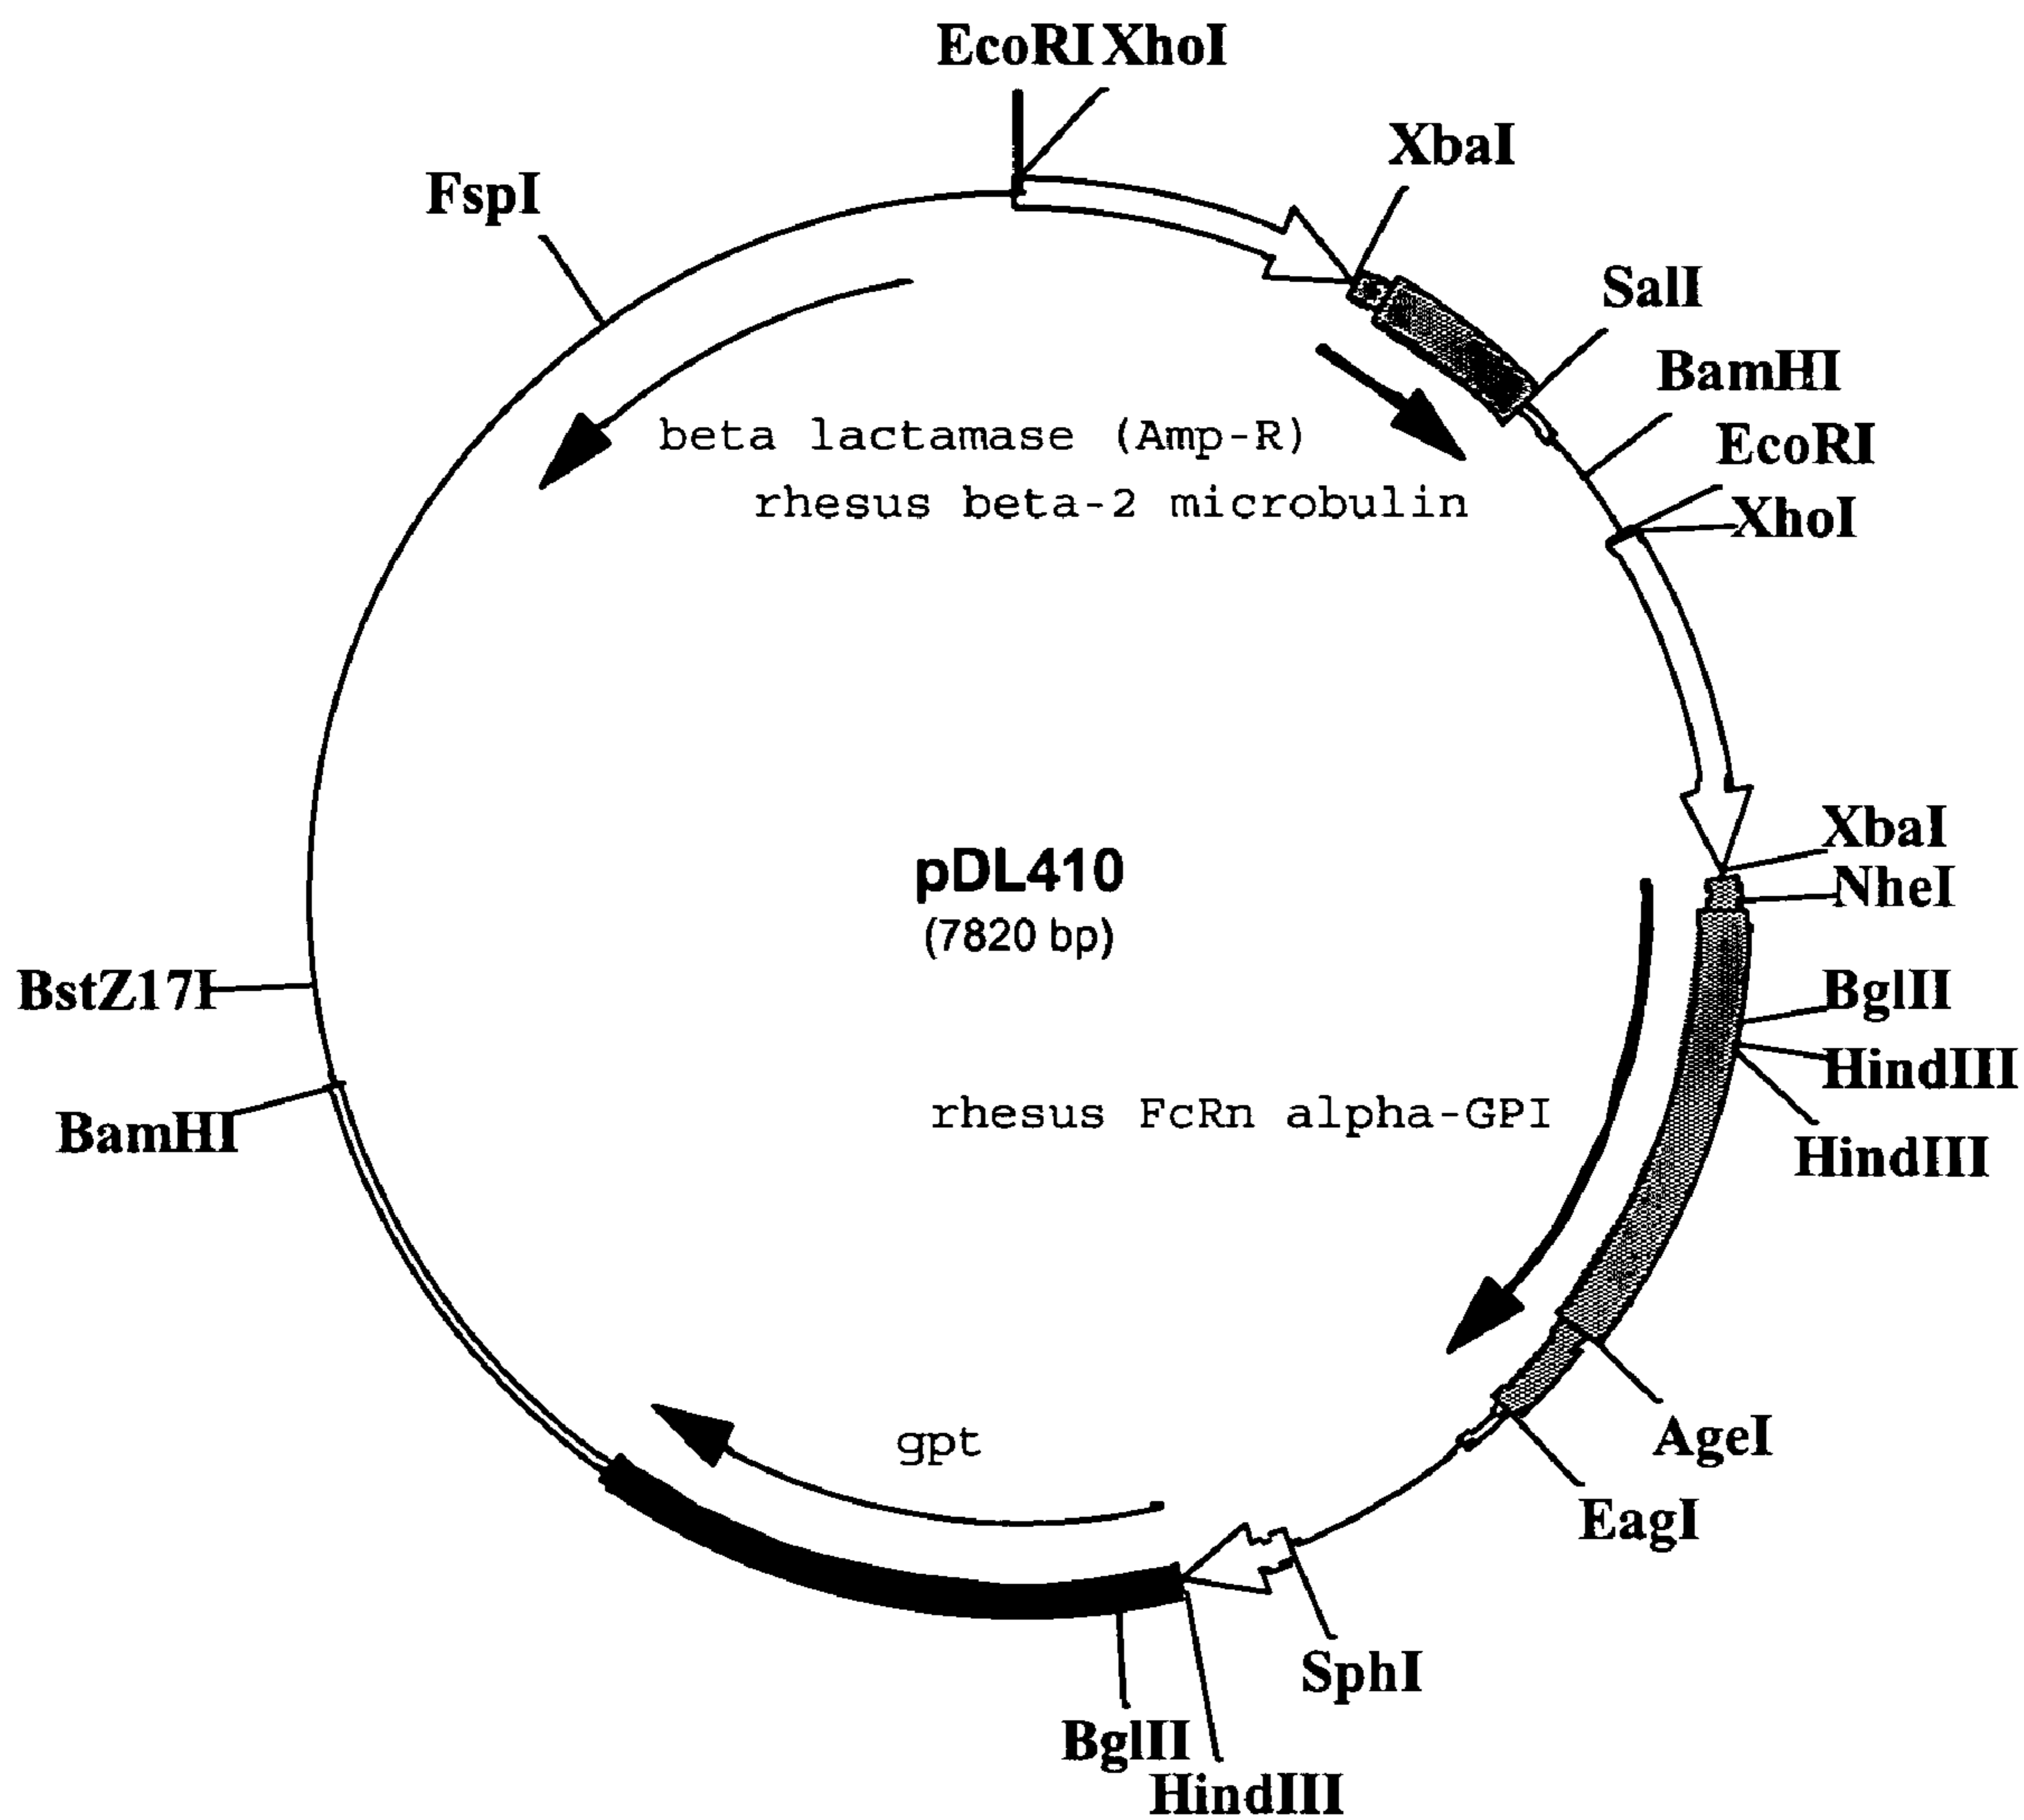 EcoRI XhoI
XbaI
FspI
SalI
BamHI
EcoRI
XhoI
beta lactamase (Amp-R)
rhesus beta-2 microbulin
XbaI
NheI
pDL410
(7820 bp)
BglII
HindIII
HindIII
BstZ17I
BamHI
rhesus FcRn alpha-GPI
AgeI
EagI
gpt
SphI
BglII
HindIII